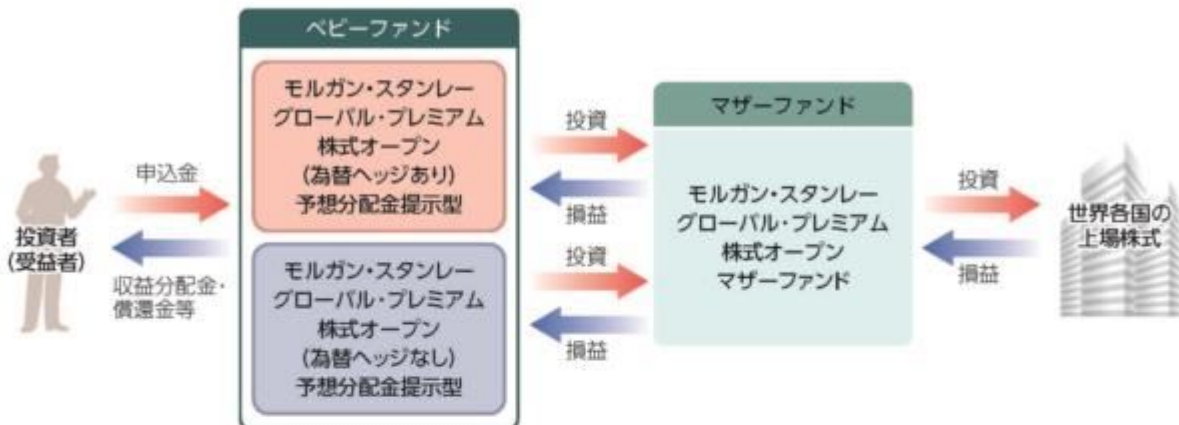 投資者
(受益者)
申込金
収益分配金・
償還金等
ベビーファンド
モルガン・スタンレー
グローバル・プレミアム
株式オープン
(為替ヘッジあり)
予想分配金提示型
モルガン・スタンレー
グローバル・プレミアム
株式オープン
(為替ヘッジなし)
予想分配金提示型
投資
損益
投資
損益
マザーファンド
モルガン・スタンレー
グローバル・プレミアム
株式オープン
マザーファンド
投資
損益
世界各国の
上場株式